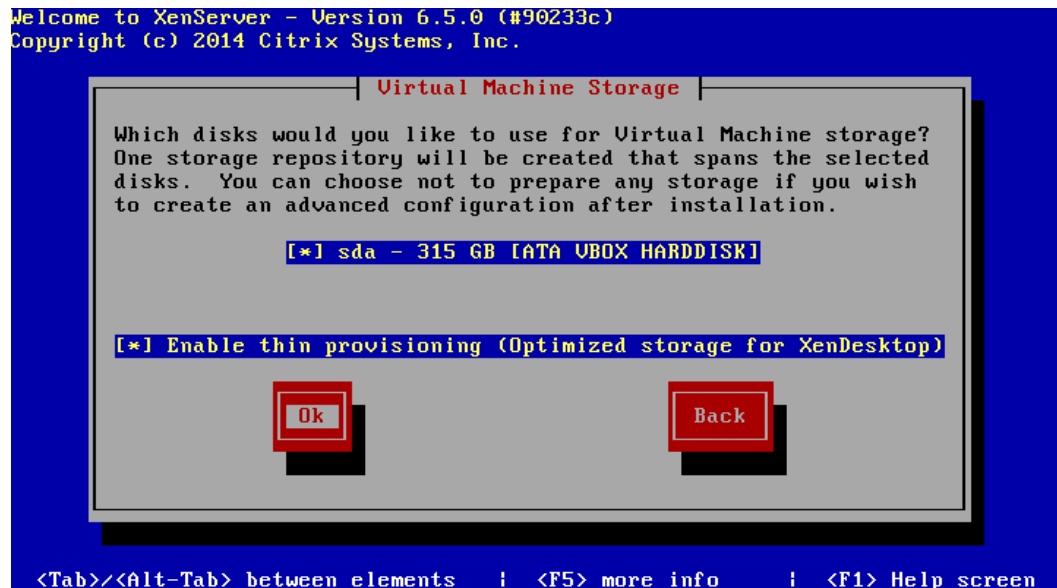 Welcome to XenServer - Version 6.5.0 (#90233c)
Copyright (c) 2014 Citrix Systems, Inc.
Virtual Machine Storage
Which disks would you like to use for Virtual Machine storage?
One storage repository will be created that spans the selected
disks.  You can choose not to prepare any storage if you wish
to create an advanced configuration after installation.
[*] sda - 315 GB [ATA VBOX HARDDISK]
[*] Enable thin provisioning (Optimized storage for XenDesktop)
Ok Back
<Tab>/<Alt-Tab> between elements | <F5> more info | <F1> Help screen